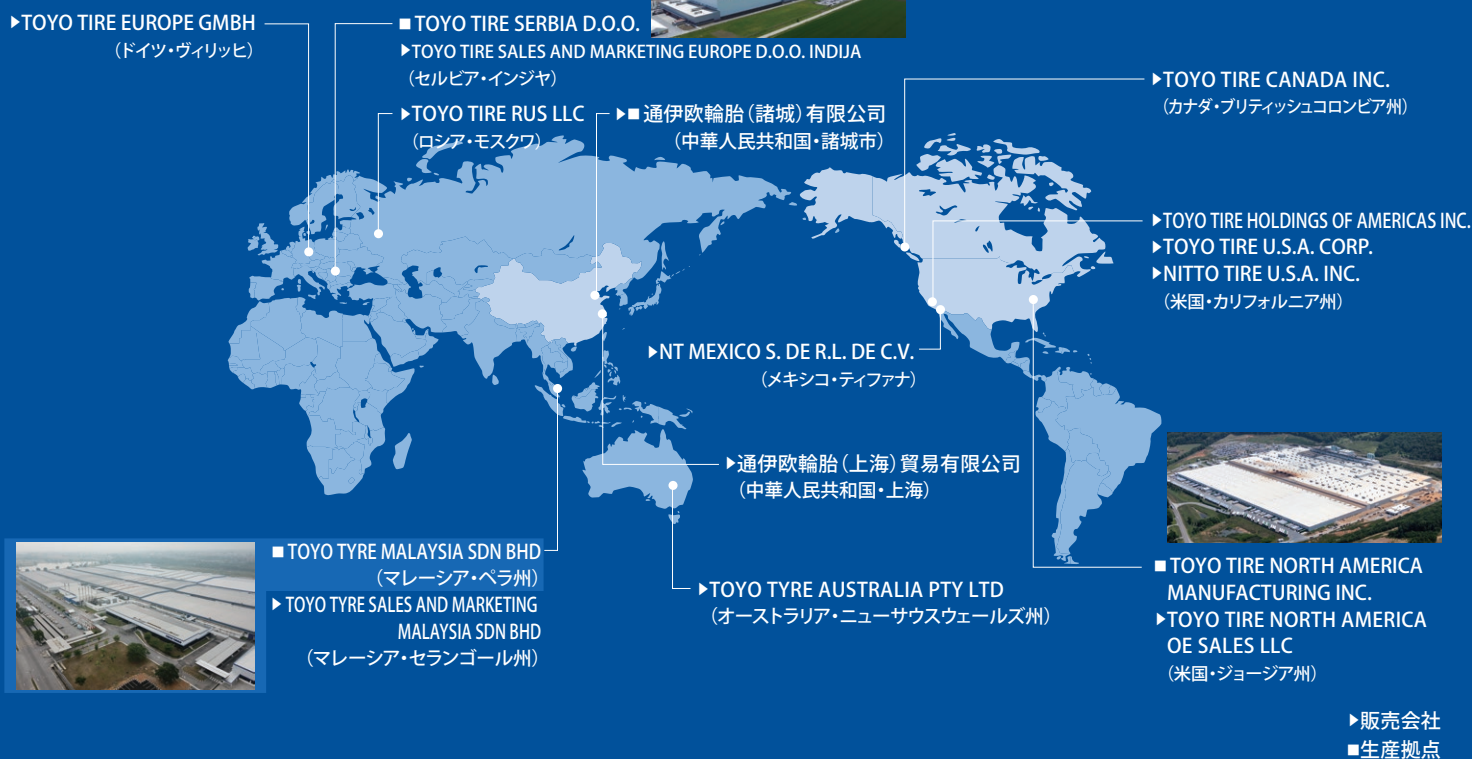 ▶TOYO TIRE EUROPE GMBH
（ドイツ・ヴィリッヒ）
■ TOYO TIRE SERBIA D.O.O.
▶TOYO TIRE SALES AND MARKETING EUROPE D.O.O. INDIJA
（セルビア・インジヤ）
▶TOYO TIRE RUS LLC
（ロシア・モスクワ）
▶■ 通伊欧輪胎（諸城）有限公司
（中華人民共和国・諸城市）
▶TOYO TIRE CANADA INC.
（カナダ・ブリティッシュコロンビア州）
▶TOYO TIRE HOLDINGS OF AMERICAS INC.
▶TOYO TIRE U.S.A. CORP.
▶NITTO TIRE U.S.A. INC.
（米国・カリフォルニア州）
▶NT MEXICO S. DE R.L. DE C.V.
（メキシコ・ティファナ）
▶通伊欧輪胎（上海）貿易有限公司
（中華人民共和国・上海）
■ TOYO TYRE MALAYSIA SDN BHD
（マレーシア・ペラ州）
▶ TOYO TYRE SALES AND MARKETING
MALAYSIA SDN BHD
（マレーシア・セランゴール州）
▶TOYO TYRE AUSTRALIA PTY LTD
（オーストラリア・ニューサウスウェールズ州）
■ TOYO TIRE NORTH AMERICA
MANUFACTURING INC.
▶TOYO TIRE NORTH AMERICA
OE SALES LLC
（米国・ジョージア州）
▶販売会社
■生産拠点